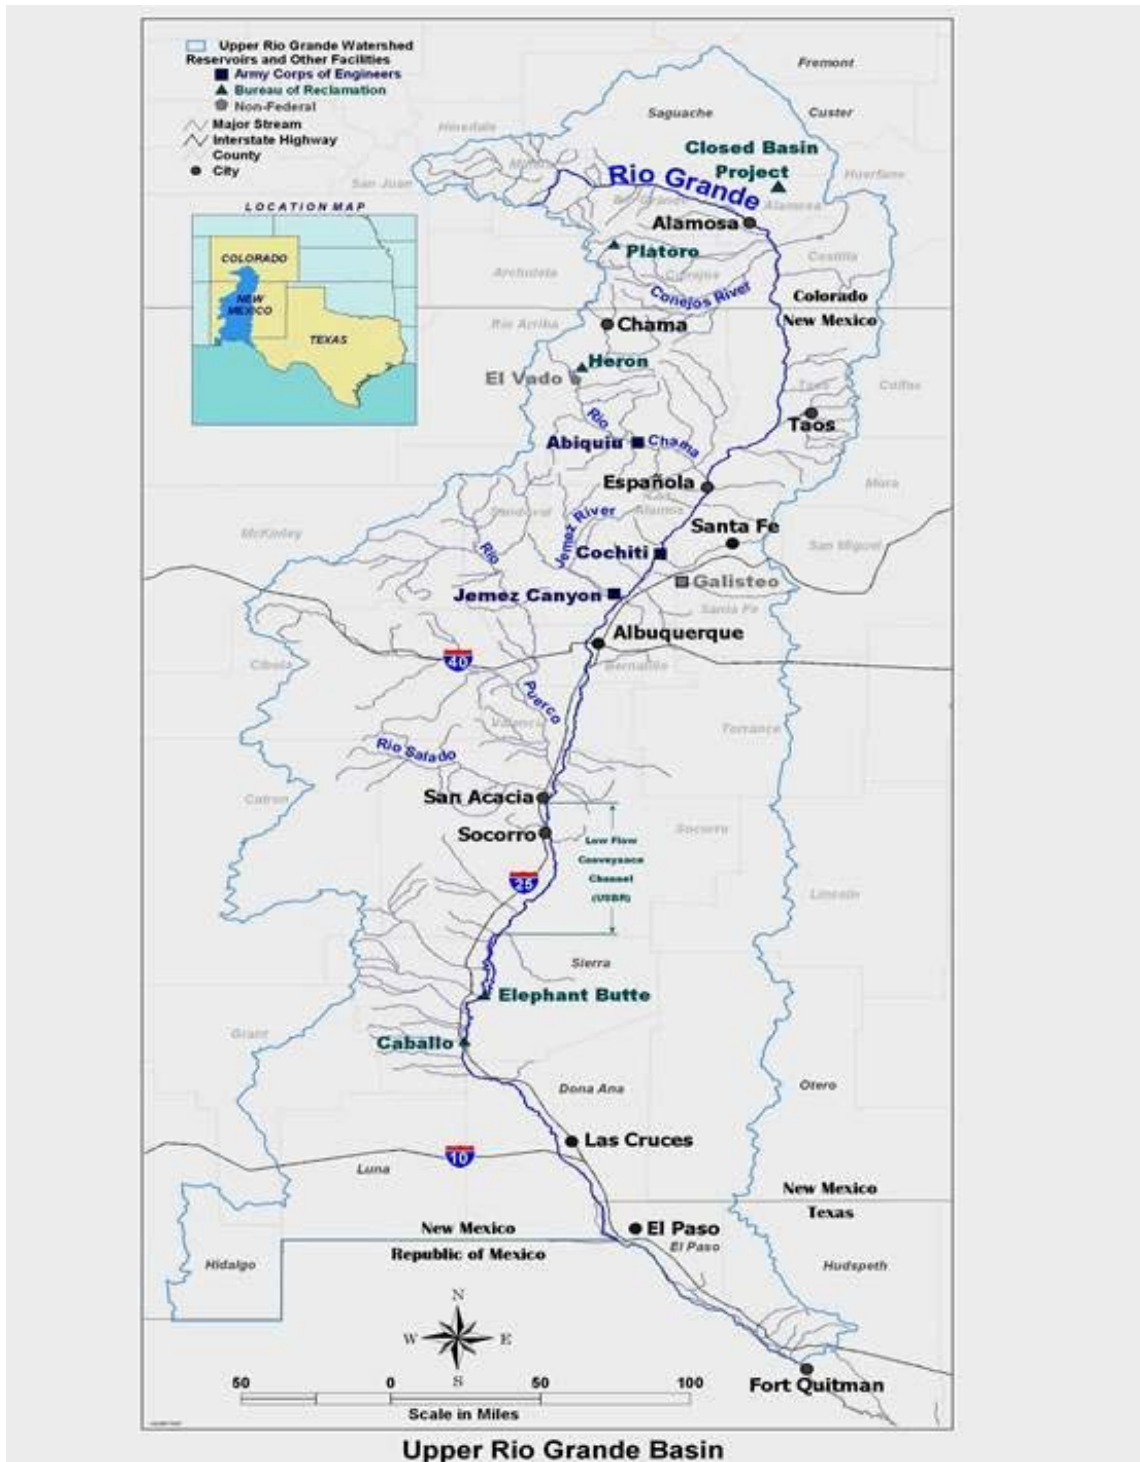 Upper Rio Grande Watershed
Reservoirs and Other Facilities
Army Corps of Engineers
Bureau of Reclamation
Non-Federal
Major Stream
Interstate Highway
County
City
LOCATION MAP
COLORADO
NEW
MEXICO
TEXAS
Fremont
Saguache
Custer
Hinsdale
Closed Basin
Project
Mineral
Huerfano
San Juan
Rio Grande
Rio Grande
Alamosa
Alamosa
Platoro
Costilla
Archuleta
Conejos
Conejos River
Colorado
New Mexico
Rio Arriba
Chama
Heron
El Vado
Taos
Colfax
Taos
Rio
Chama
Abiquiu
Española
Mora
Los
Alamos
Sandoval
Jemez River
Santa Fe
McKinley
Rio
Cochiti
San Miguel
Galisteo
Jemez Canyon
Santa Fe
Albuquerque
40
Cibola
Bernalillo
Puerco
Valencia
Torrance
Rio Salado
San Acacia
Catron
Socorro
Socorro
Low Flow
Conveyance
Channel
(USBR)
25
Lincoln
Sierra
Elephant Butte
Grant
Caballo
Dona Ana
Otero
Las Cruces
10
Luna
New Mexico
Texas
El Paso
New Mexico
El Paso
Republic of Mexico
Hidalgo
Hudspeth
N
W
E
S
50
0
50
100
Fort Quitman
Scale in Miles
Upper Rio Grande Basin